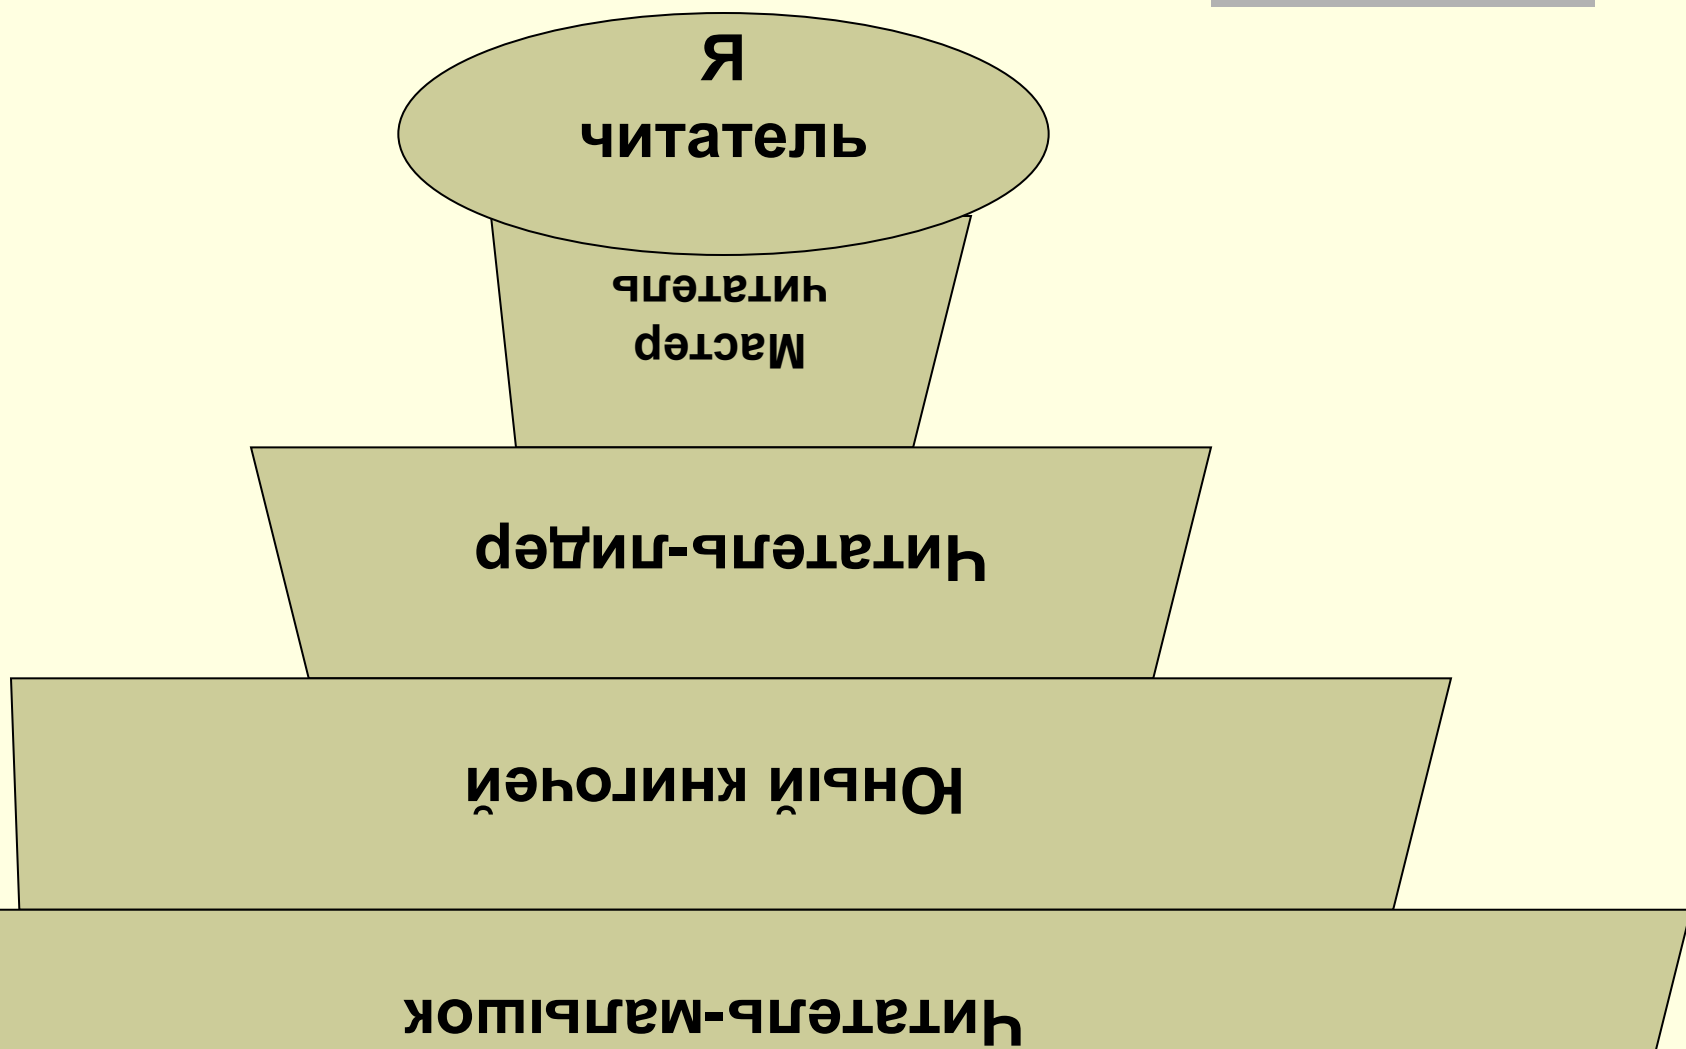 Я
читатель
Мастер
читатель
Читатель-лидер
Юный книгочей
Читатель-малышок